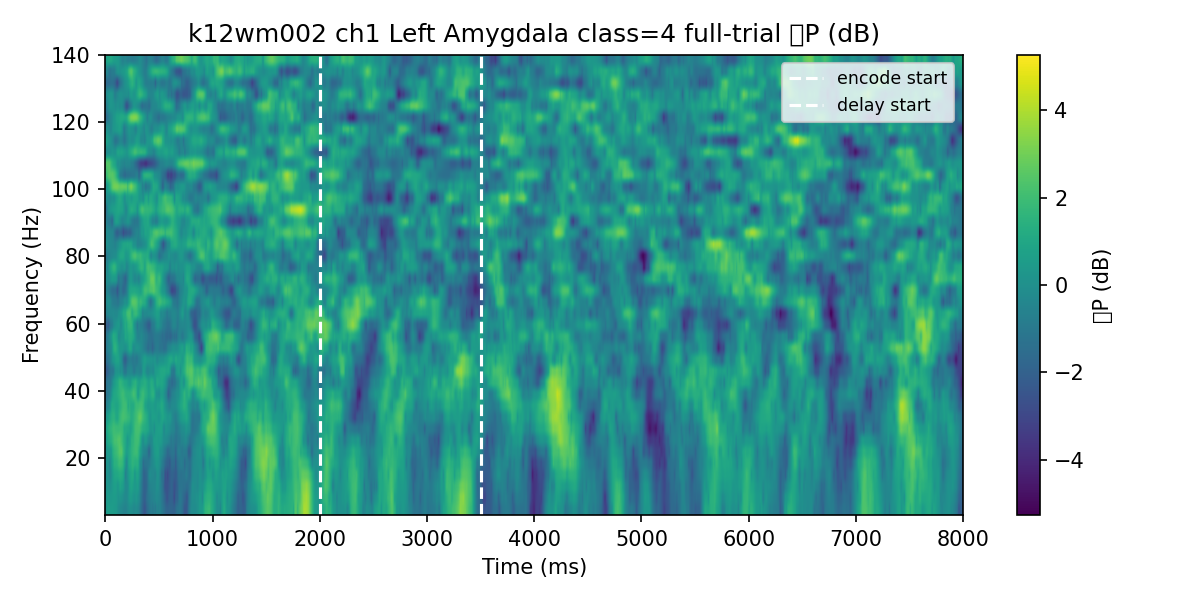 k12wm002 ch1 Left Amygdala class=4 full-trial ▯P (dB)
140
120
100
80
60
40
20
Frequency (Hz)
0 1000 2000 3000 4000 5000 6000 7000 8000
Time (ms)
encode start
delay start
4
2
0
−2
−4
▯P (dB)